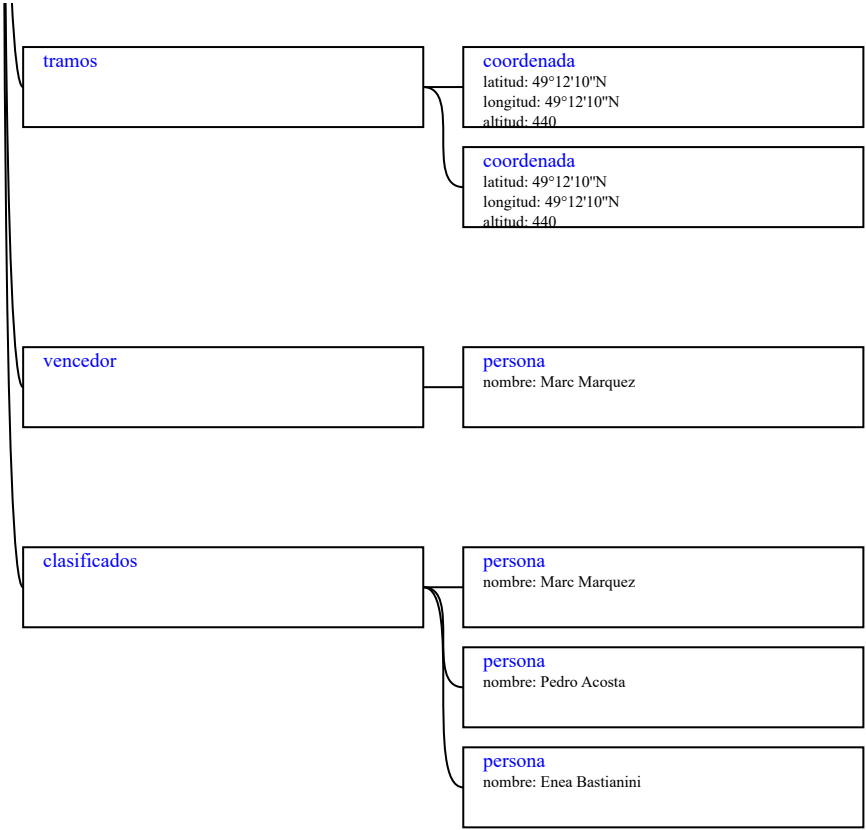 tramos
coordenada
latitud: 49°12'10"N
longitud: 49°12'10"N
altitud: 440
coordenada
latitud: 49°12'10"N
longitud: 49°12'10"N
altitud: 440
vencedor
persona
nombre: Marc Marquez
clasificados
persona
nombre: Marc Marquez
persona
nombre: Pedro Acosta
persona
nombre: Enea Bastianini